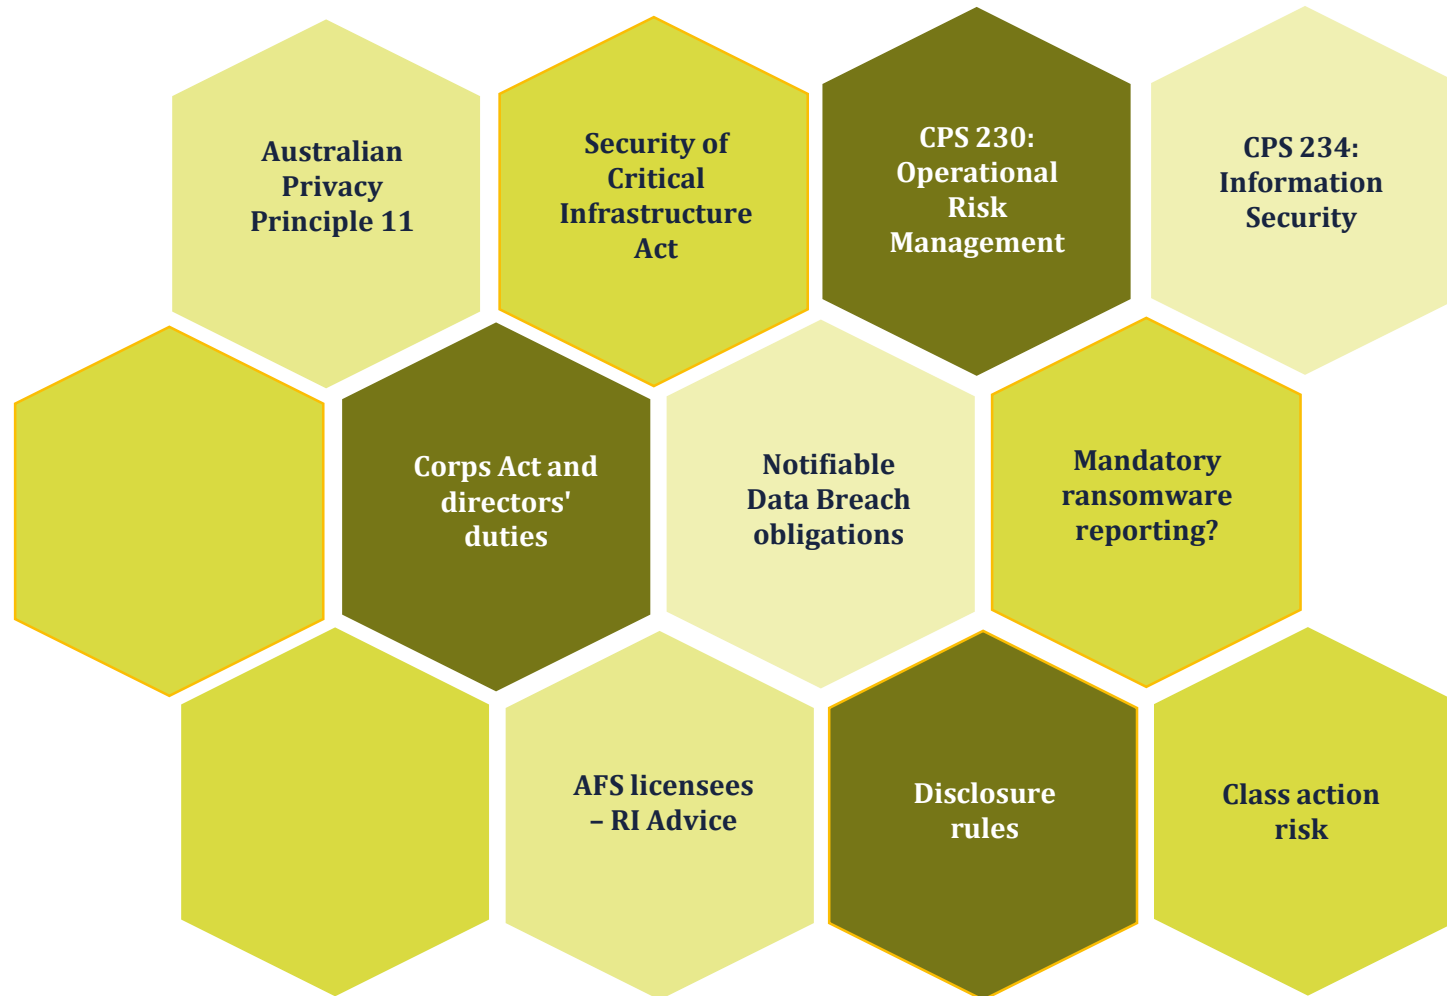 Australian
Privacy
Principle 11
Security of
Critical
Infrastructure
Act
CPS 230:
Operational
Risk
Management
CPS 234:
Information
Security
Corps Act and
directors'
duties
Notifiable
Data Breach
obligations
Mandatory
ransomware
reporting?
AFS licensees
– RI Advice
Disclosure
rules
Class action
risk